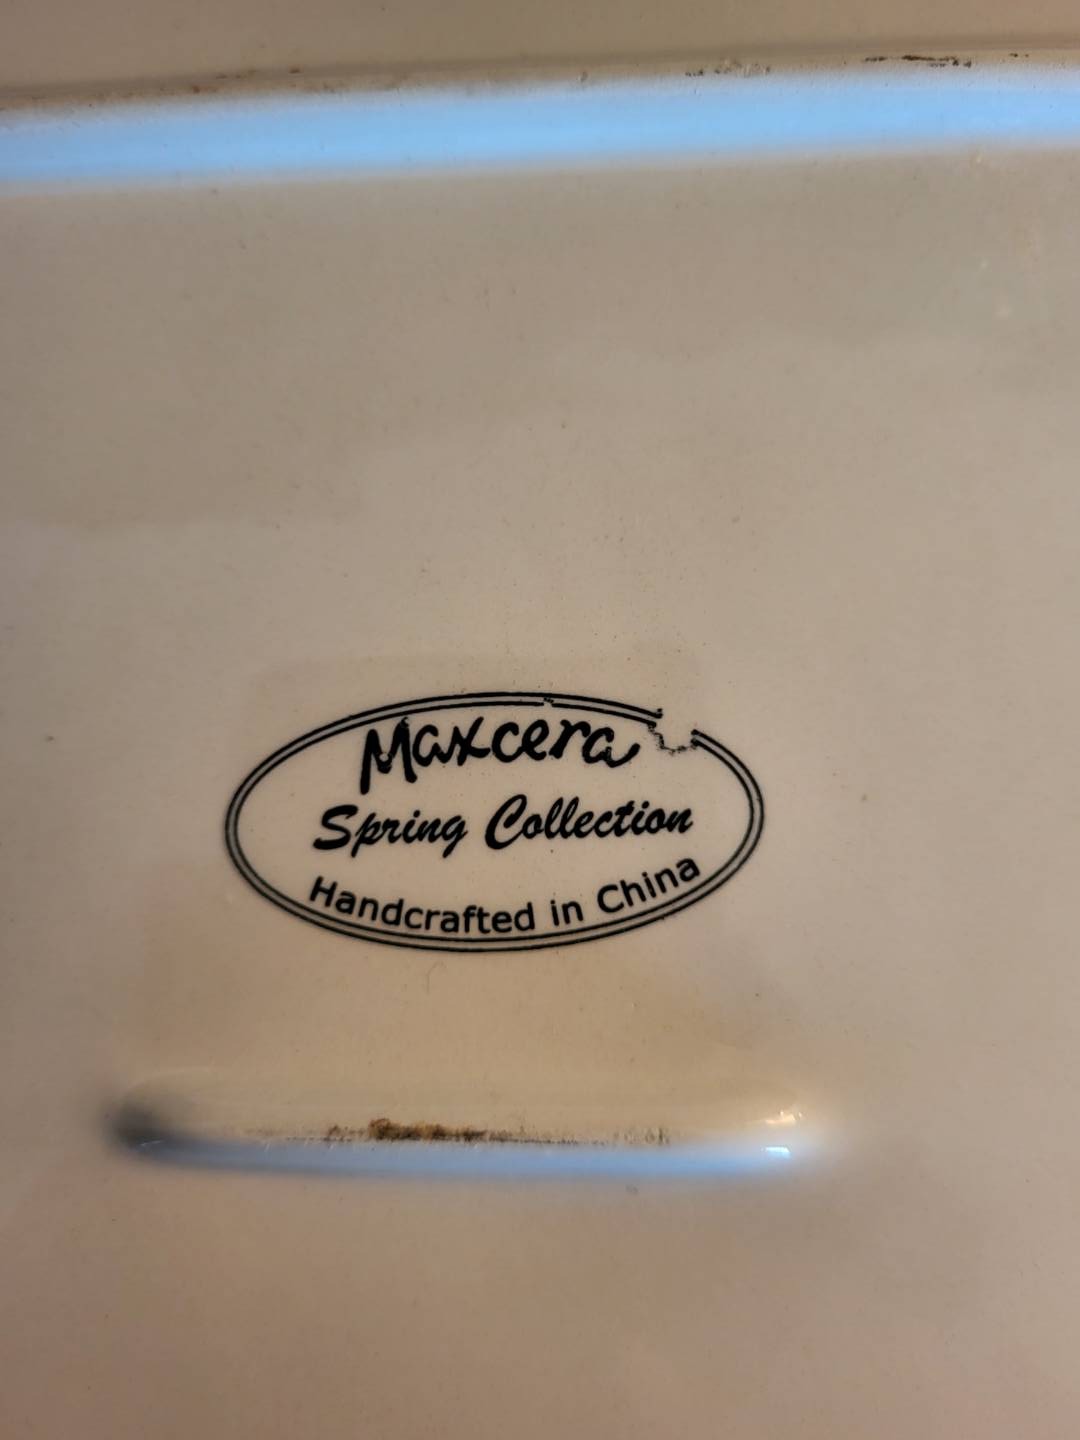 Maxcera
Spring Collection
Handcrafted in China